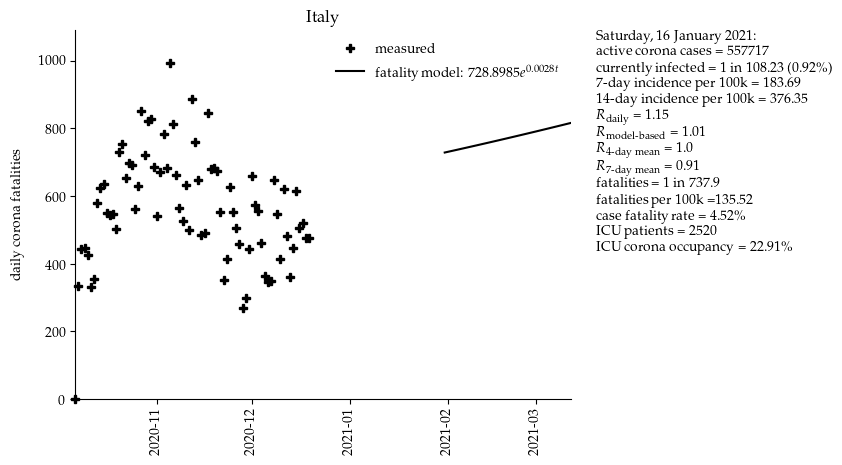 Italy
measured
fatality model: 728.8985e^0.0028t
daily corona fatalities
1000
800
600
400
200
0
2020-11
2020-12
2021-01
2021-02
2021-03
Saturday, 16 January 2021:
active corona cases = 557717
currently infected = 1 in 108.23 (0.92%)
7-day incidence per 100k = 183.69
14-day incidence per 100k = 376.35
R_daily = 1.15
R_model-based = 1.01
R_4-day mean = 1.0
R_7-day mean = 0.91
fatalities = 1 in 737.9
fatalities per 100k =135.52
case fatality rate = 4.52%
ICU patients = 2520
ICU corona occupancy = 22.91%